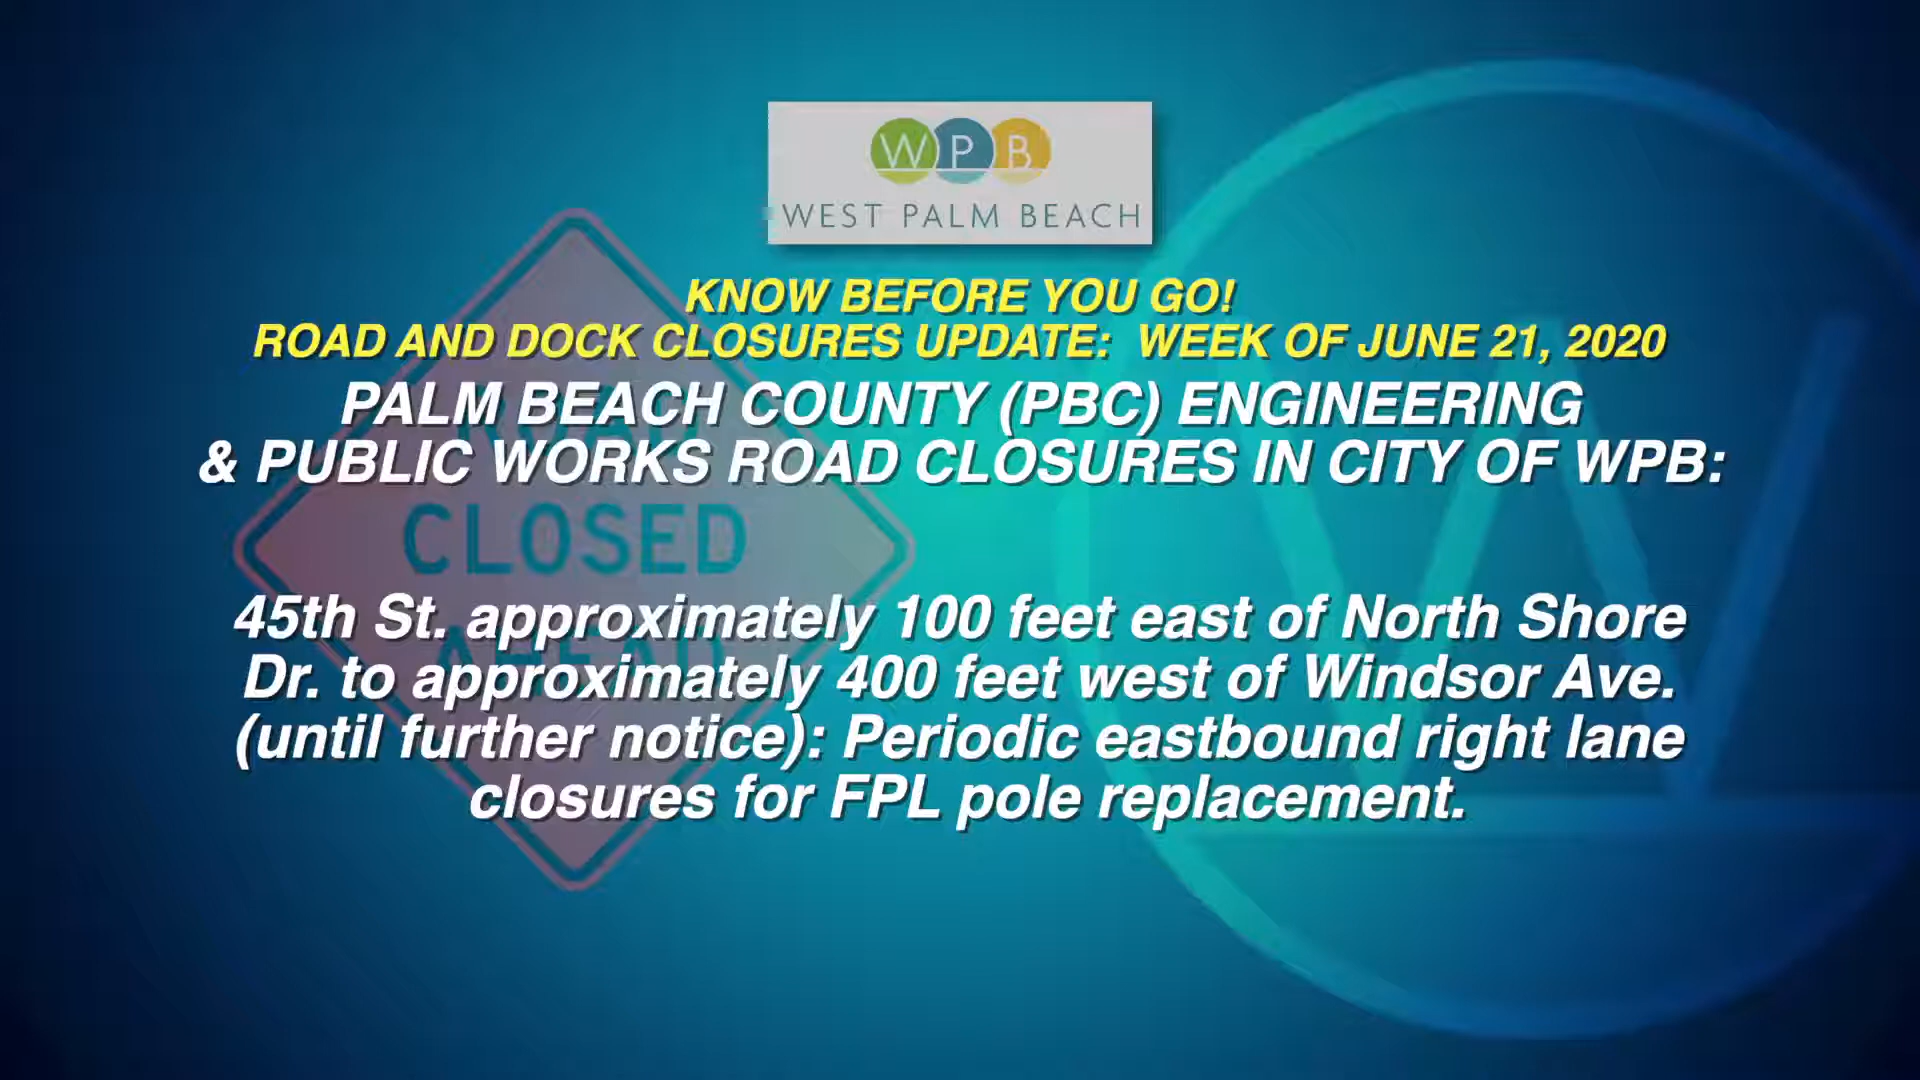 WPB
WEST PALM BEACH
KNOW BEFORE YOU GO!
ROAD AND DOCK CLOSURES UPDATE: WEEK OF JUNE 21, 2020
PALM BEACH COUNTY (PBC) ENGINEERING
& PUBLIC WORKS ROAD CLOSURES IN CITY OF WPB:
CLOSED
45th St. approximately 100 feet east of North Shore
AHEAD
Dr. to approximately 400 feet west of Windsor Ave.
(until further notice): Periodic eastbound right lane
closures for FPL pole replacement.